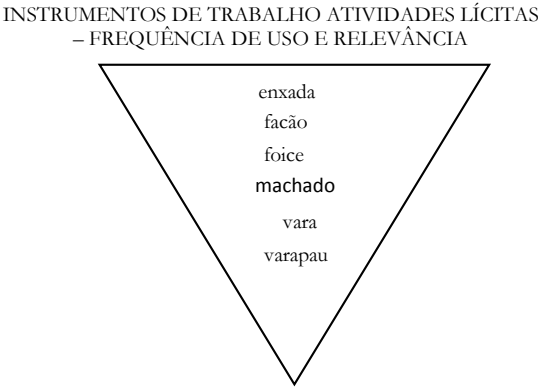 INSTRUMENTOS DE TRABALHO ATIVIDADES LÍCITAS
– FREQUÊNCIA DE USO E RELEVÂNCIA
enxada
facão
foice
machado
vara
varapau